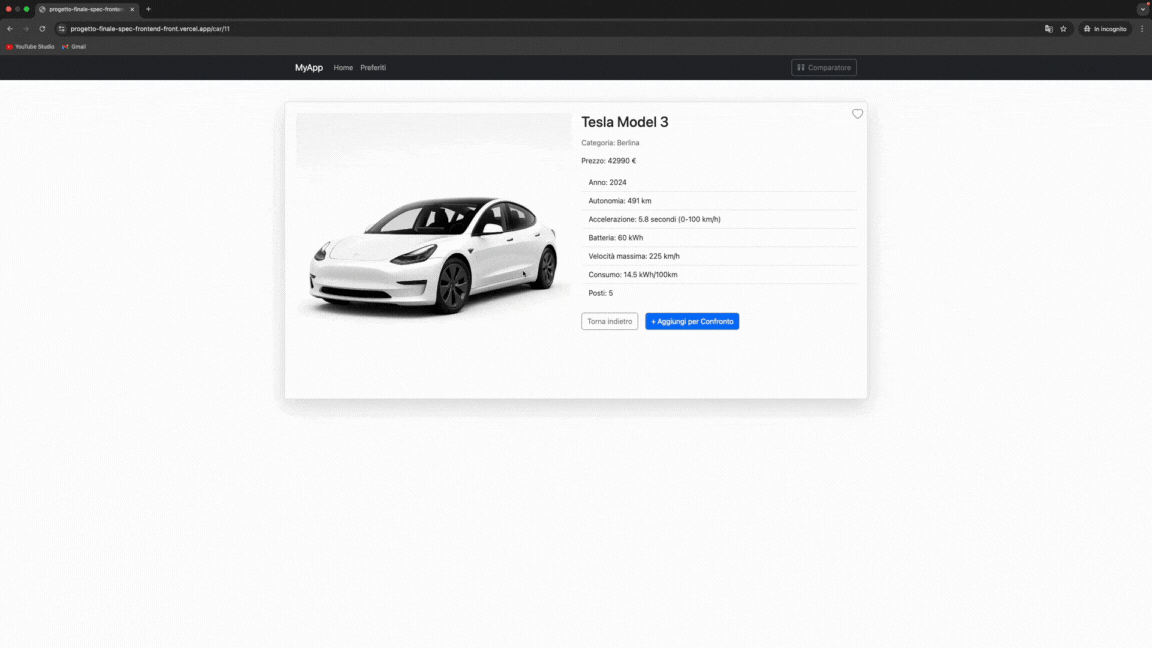 progetto-finale-spec-frontend
progetto-finale-spec-frontend-front.vercel.app/car/11
In incognito
YouTube Studio
Gmail
MyApp
Home
Preferiti
Comparatore
Tesla Model 3
Categoria: Berlina
Prezzo: 42990 €
Anno: 2024
Autonomia: 491 km
Accelerazione: 5.8 secondi (0-100 km/h)
Batteria: 60 kWh
Velocità massima: 225 km/h
Consumo: 14.5 kWh/100km
Posti: 5
Torna indietro
+ Aggiungi per Confronto